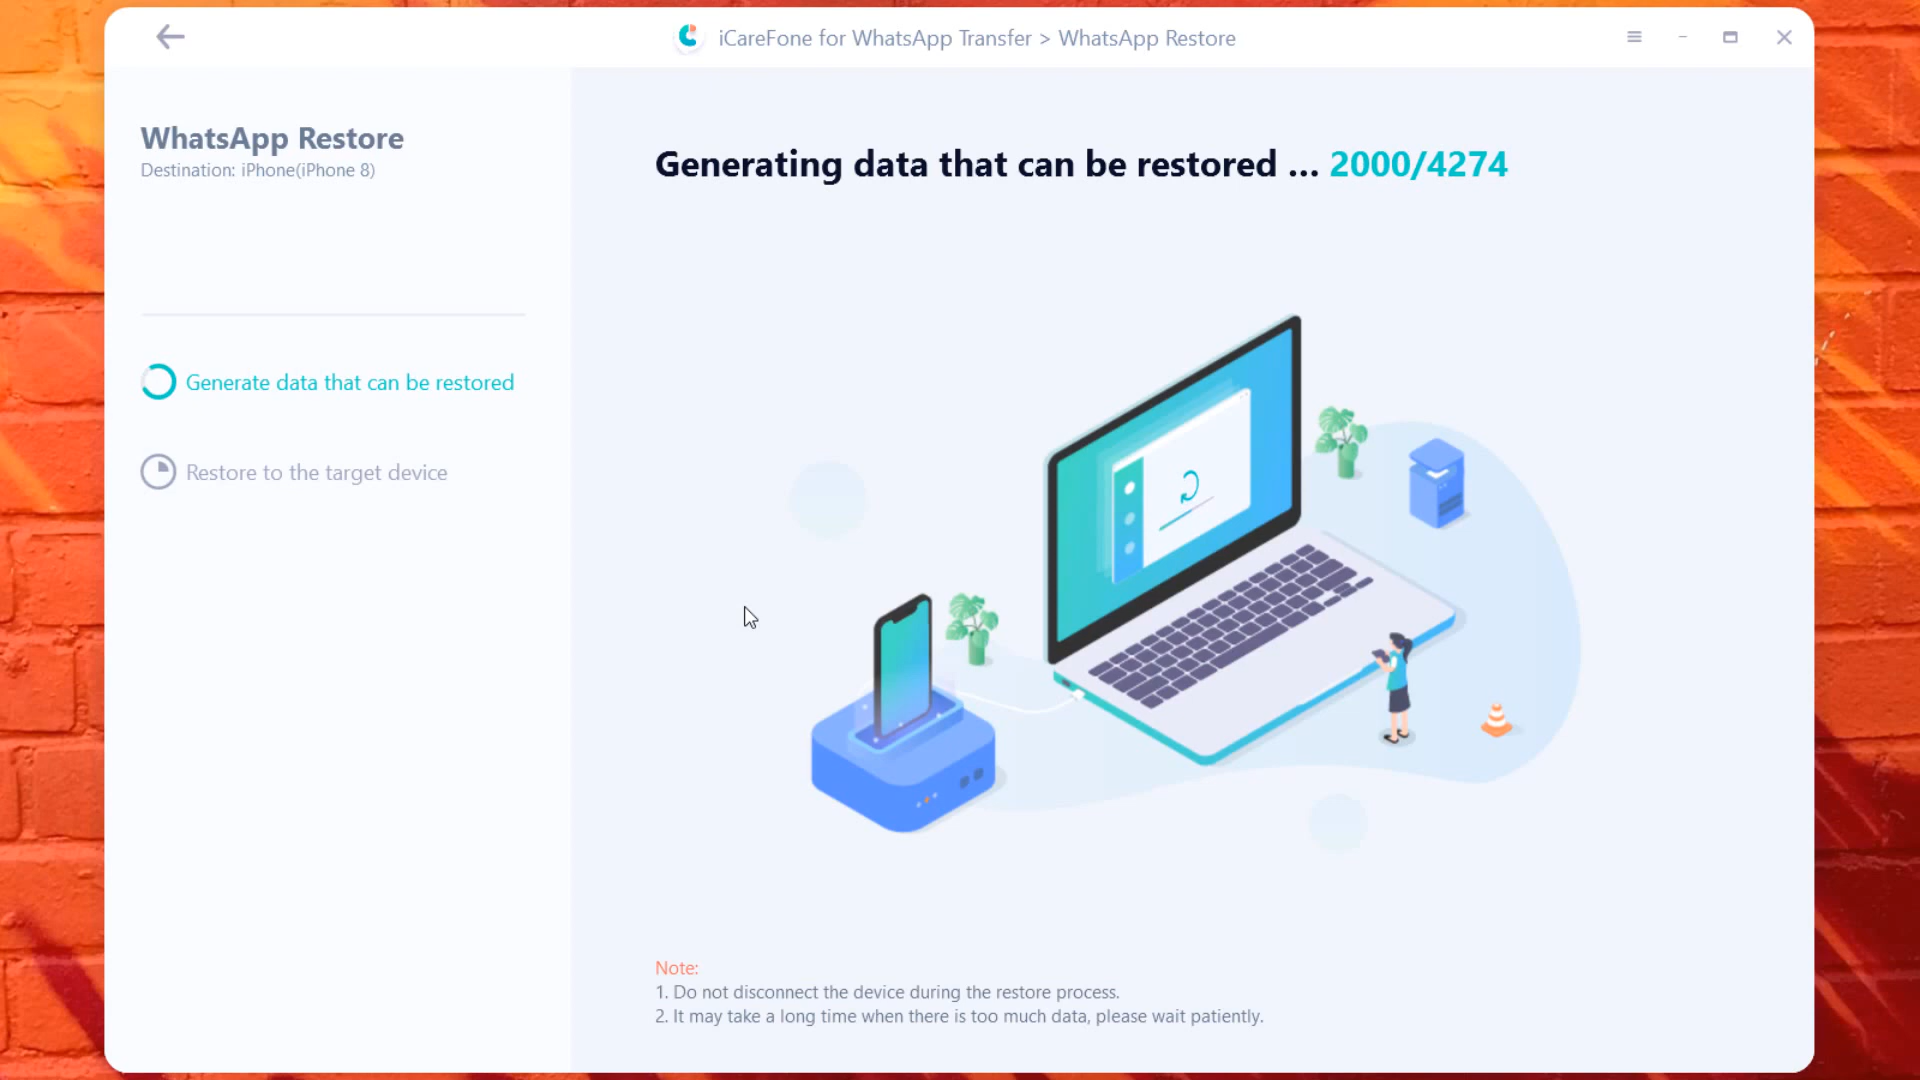 iCareFone for WhatsApp Transfer > WhatsApp Restore
WhatsApp Restore
Destination: iPhone(iPhone 8)
Generate data that can be restored
Restore to the target device
Generating data that can be restored ... 2000/4274
Note:
1. Do not disconnect the device during the restore process.
2. It may take a long time when there is too much data, please wait patiently.